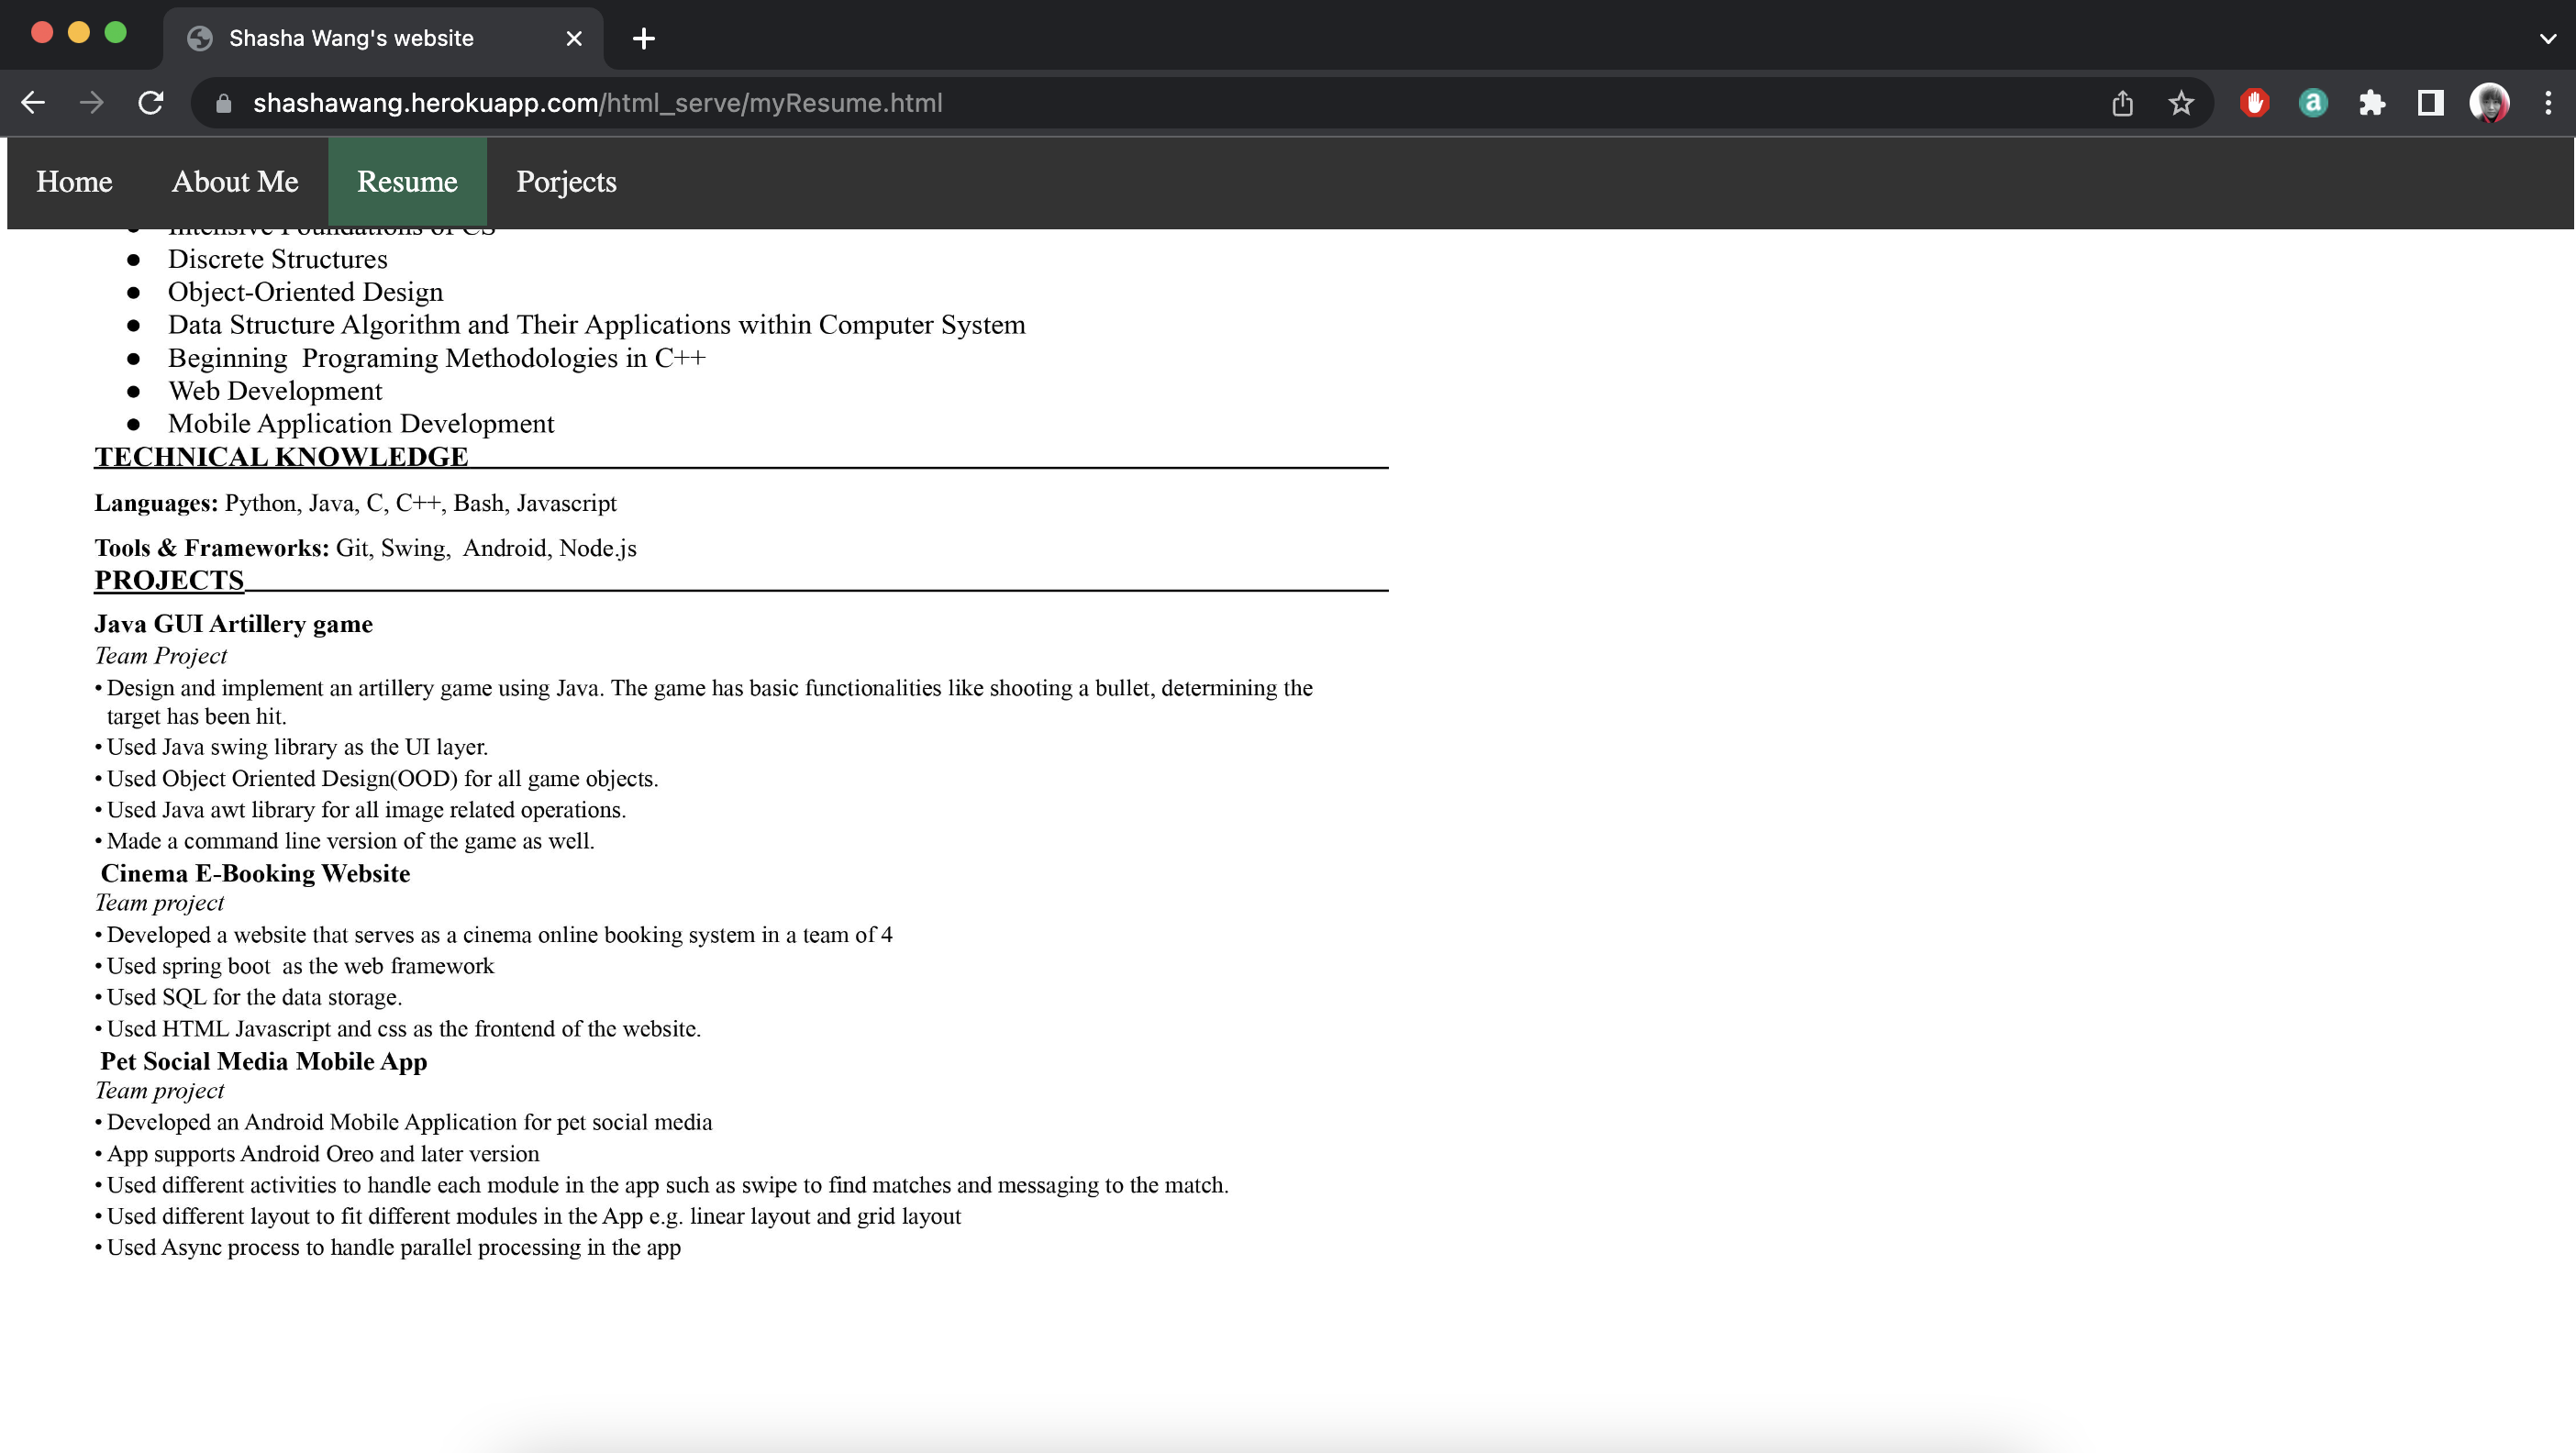 Shasha Wang's website
shashawang.herokuapp.com/html_serve/myResume.html
Home About Me Resume Porjects
Intensive Foundations of CS
● Discrete Structures
● Object-Oriented Design
● Data Structure Algorithm and Their Applications within Computer System
● Beginning  Programing Methodologies in C++
● Web Development
● Mobile Application Development
TECHNICAL KNOWLEDGE
Languages: Python, Java, C, C++, Bash, Javascript
Tools & Frameworks: Git, Swing,  Android, Node.js
PROJECTS
Java GUI Artillery game
Team Project
• Design and implement an artillery game using Java. The game has basic functionalities like shooting a bullet, determining the
target has been hit.
• Used Java swing library as the UI layer.
• Used Object Oriented Design(OOD) for all game objects.
• Used Java awt library for all image related operations.
• Made a command line version of the game as well.
Cinema E-Booking Website
Team project
• Developed a website that serves as a cinema online booking system in a team of 4
• Used spring boot  as the web framework
• Used SQL for the data storage.
• Used HTML Javascript and css as the frontend of the website.
Pet Social Media Mobile App
Team project
• Developed an Android Mobile Application for pet social media
• App supports Android Oreo and later version
• Used different activities to handle each module in the app such as swipe to find matches and messaging to the match.
• Used different layout to fit different modules in the App e.g. linear layout and grid layout
• Used Async process to handle parallel processing in the app